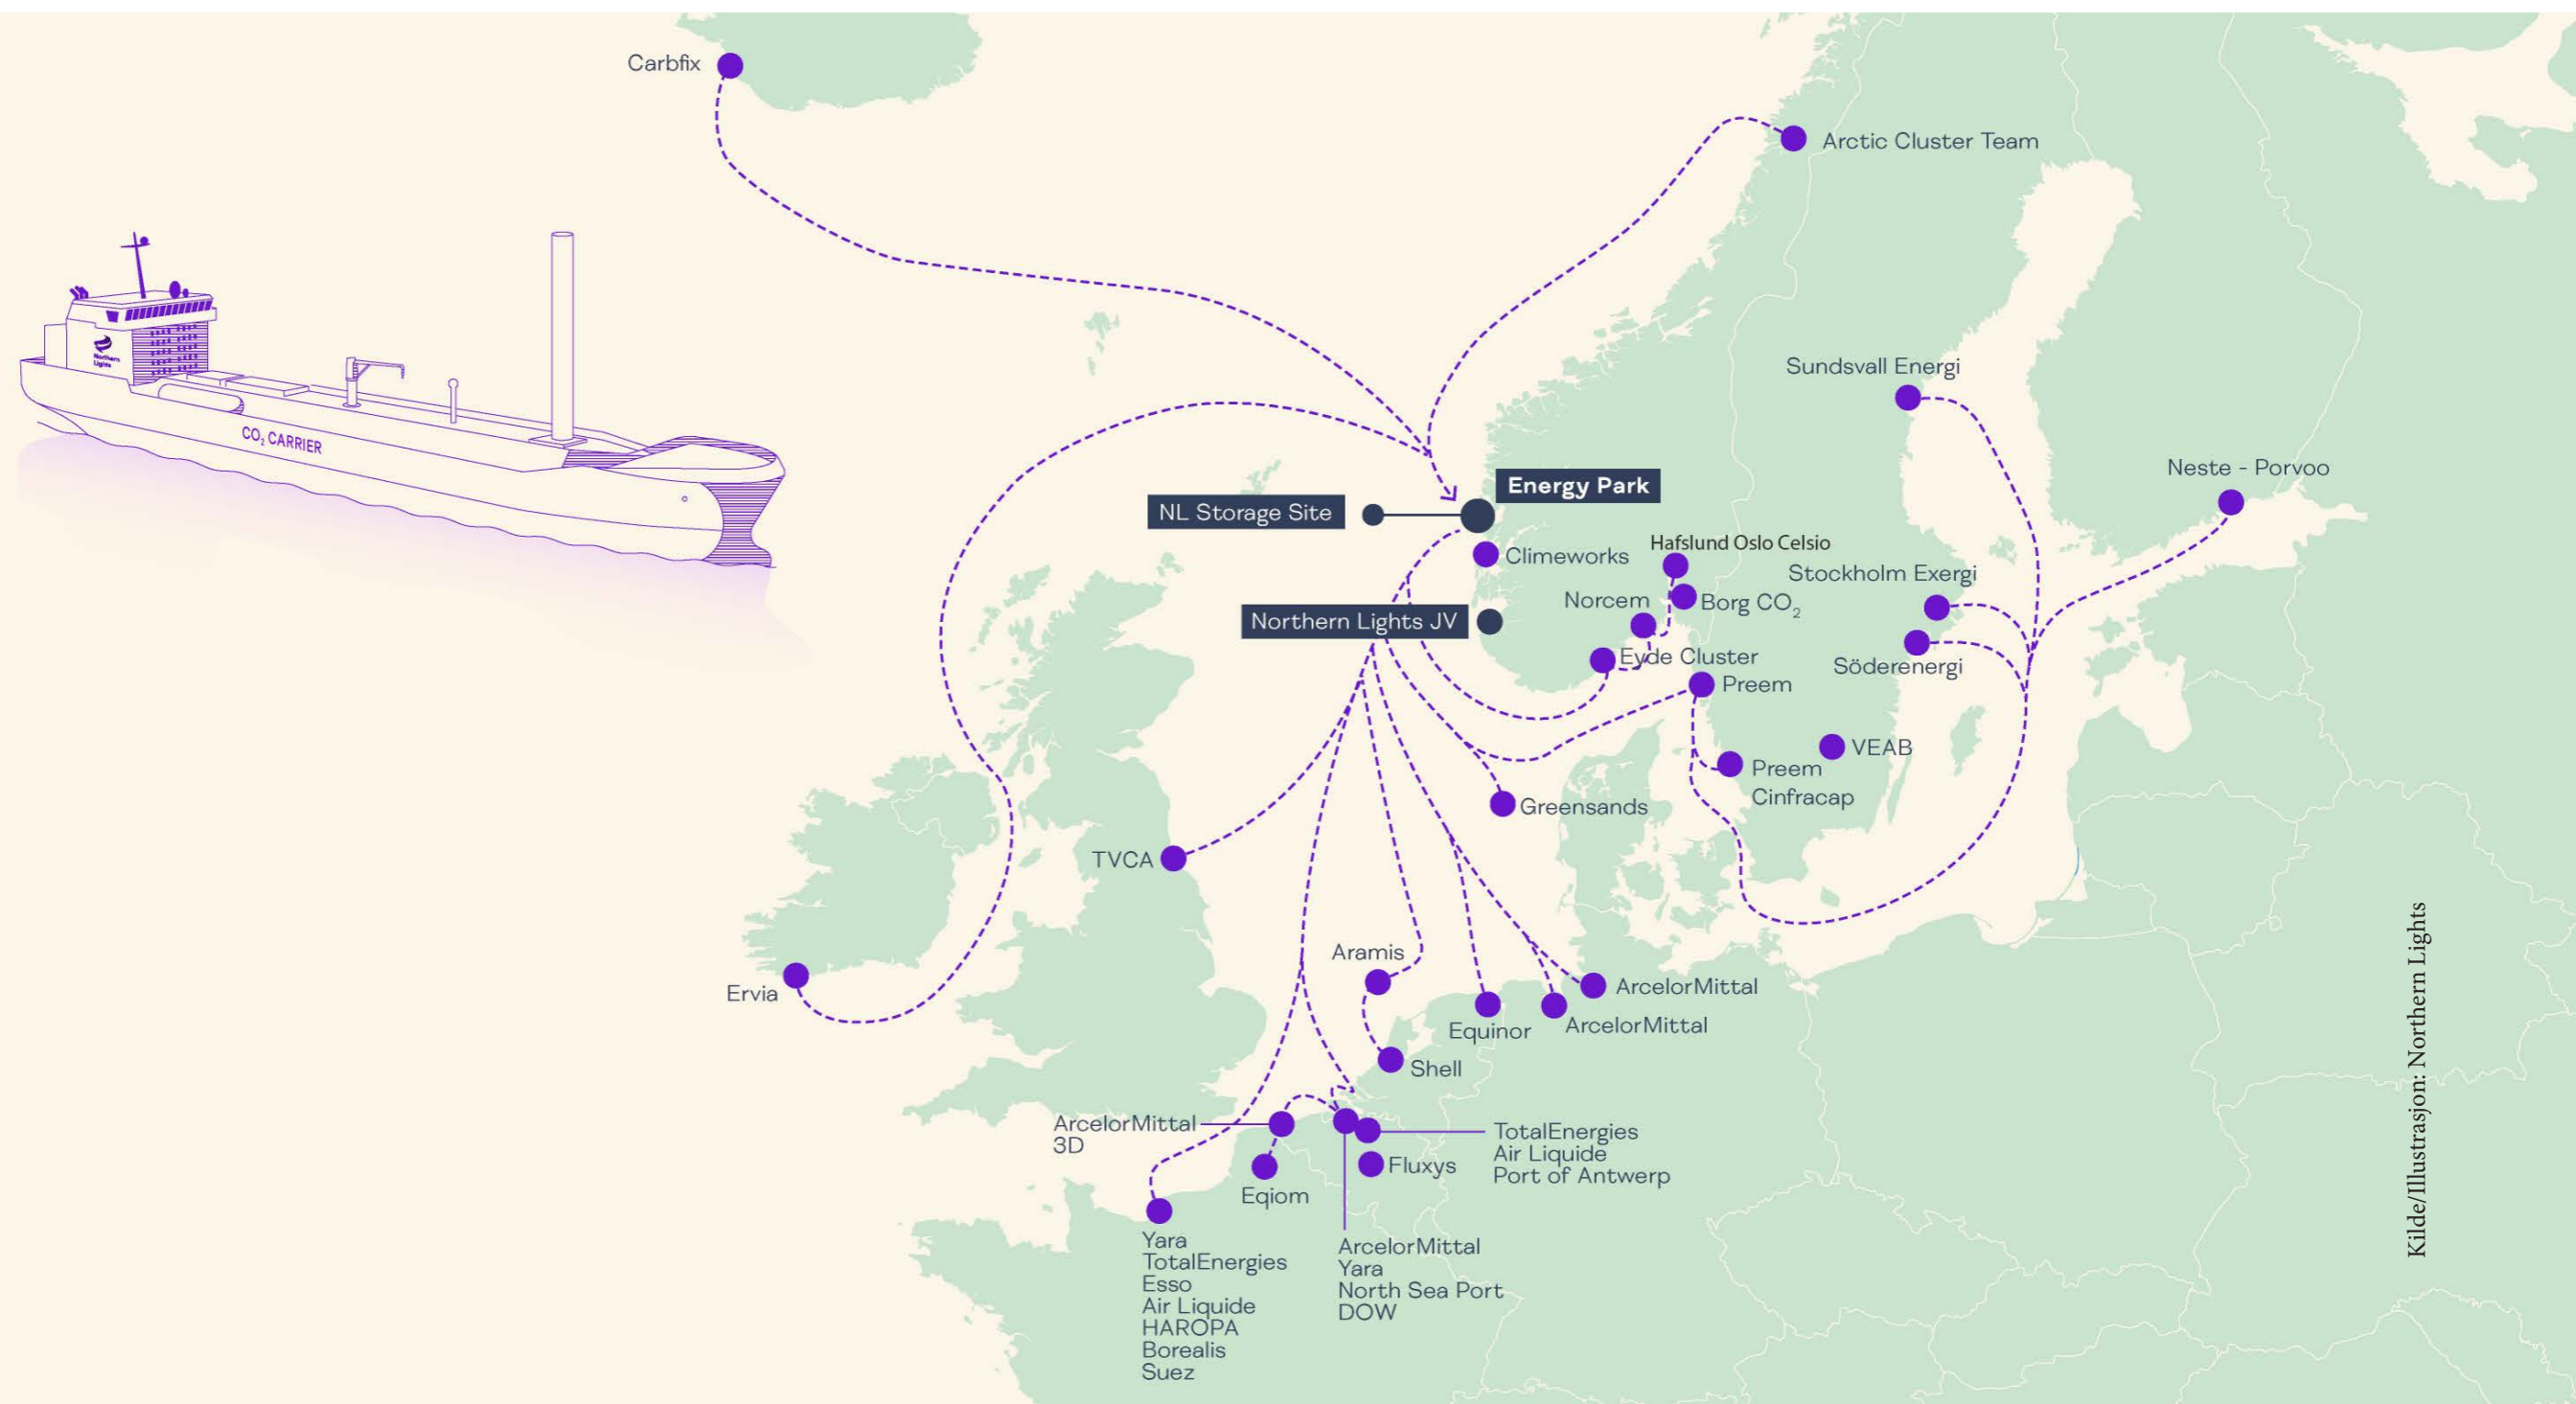 Carbfix
Arctic Cluster Team
Northern
Lights
CO₂ CARRIER
Sundsvall Energi
Neste - Porvoo
Energy Park
NL Storage Site
Climeworks
Hafslund Oslo Celsio
Stockholm Exergi
Norcem
Borg CO₂
Northern Lights JV
Eyde Cluster
Söderenergi
Preem
VEAB
Preem
Cinfracap
Greensands
TVCA
Aramis
Ervia
ArcelorMittal
Equinor
ArcelorMittal
Shell
ArcelorMittal
3D
TotalEnergies
Air Liquide
Port of Antwerp
Fluxys
Eqiom
Yara
TotalEnergies
Esso
Air Liquide
HAROPA
Borealis
Suez
ArcelorMittal
Yara
North Sea Port
DOW
Kilde/Illustrasjon: Northern Lights